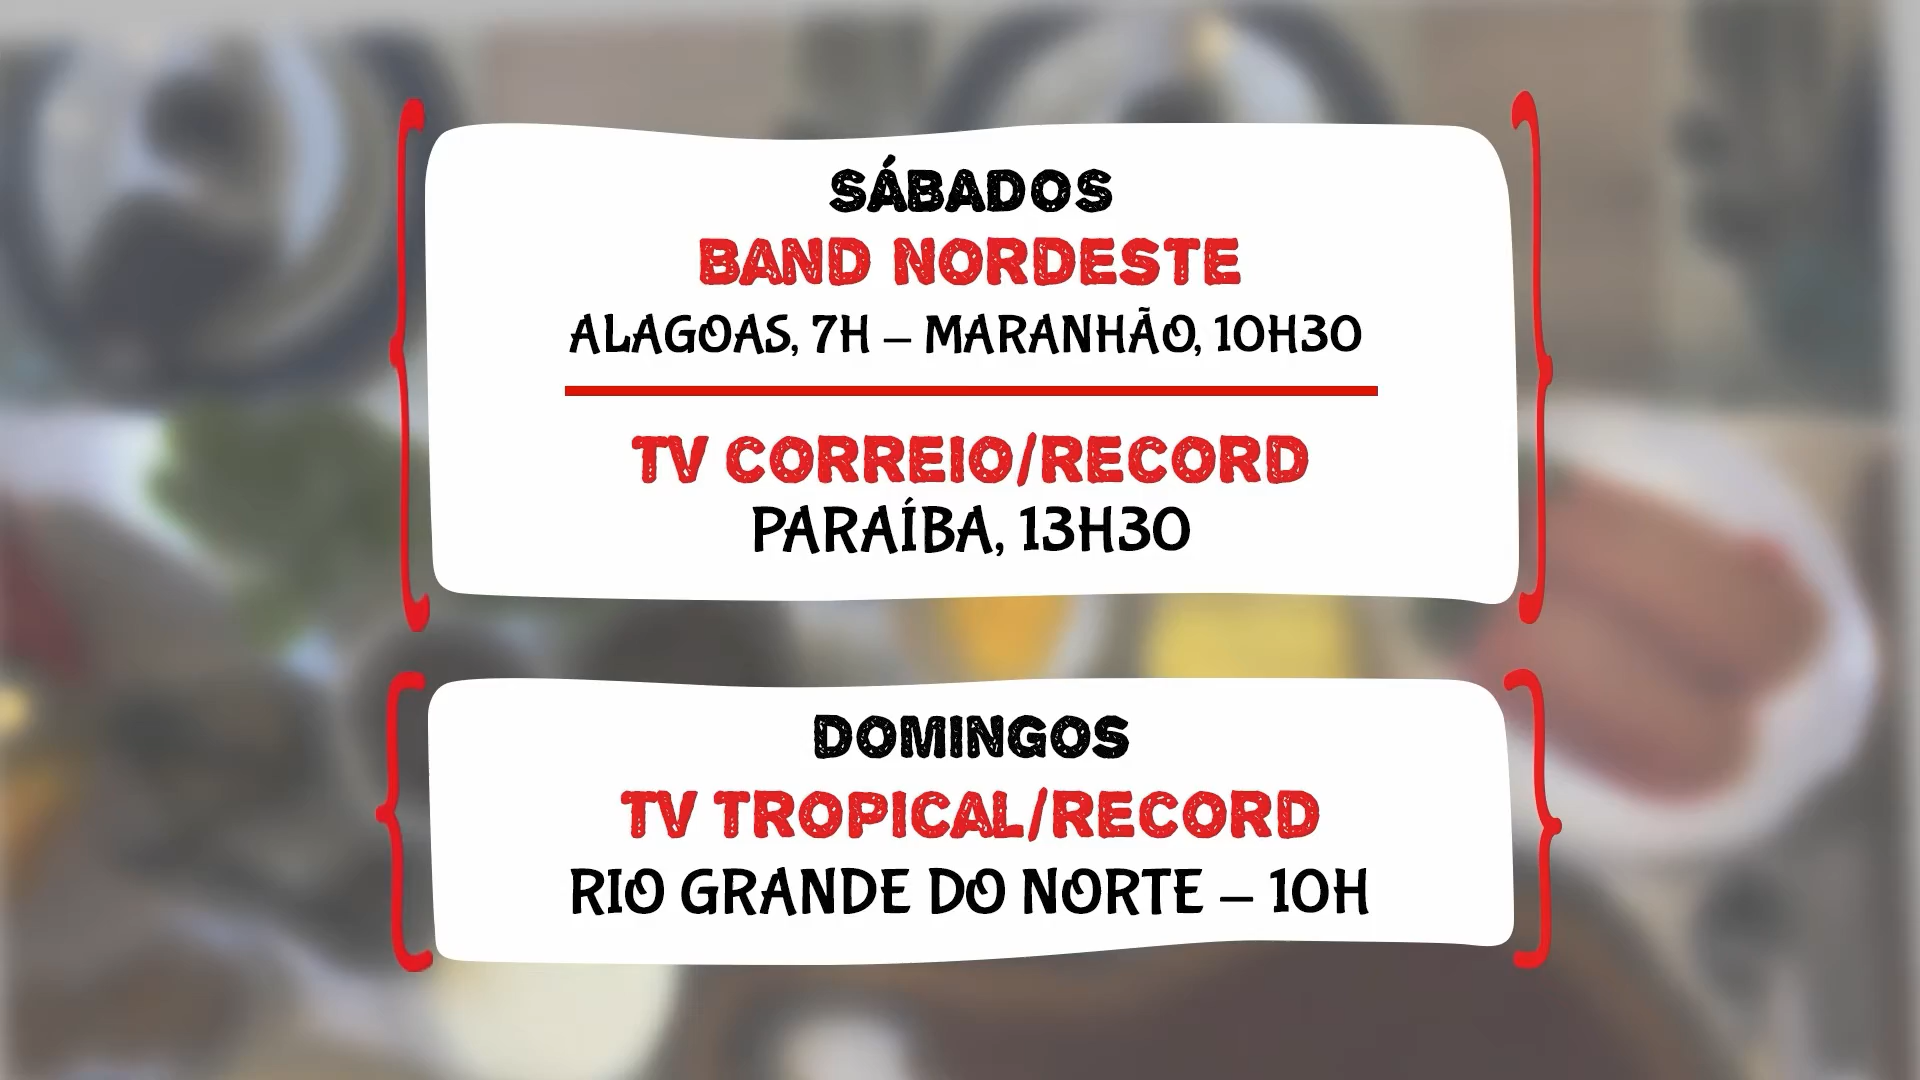 SÁBADOS
BAND NORDESTE
ALAGOAS, 7H – MARANHÃO, 10H30
TV CORREIO/RECORD
PARAÍBA, 13H30
DOMINGOS
TV TROPICAL/RECORD
RIO GRANDE DO NORTE – 10H